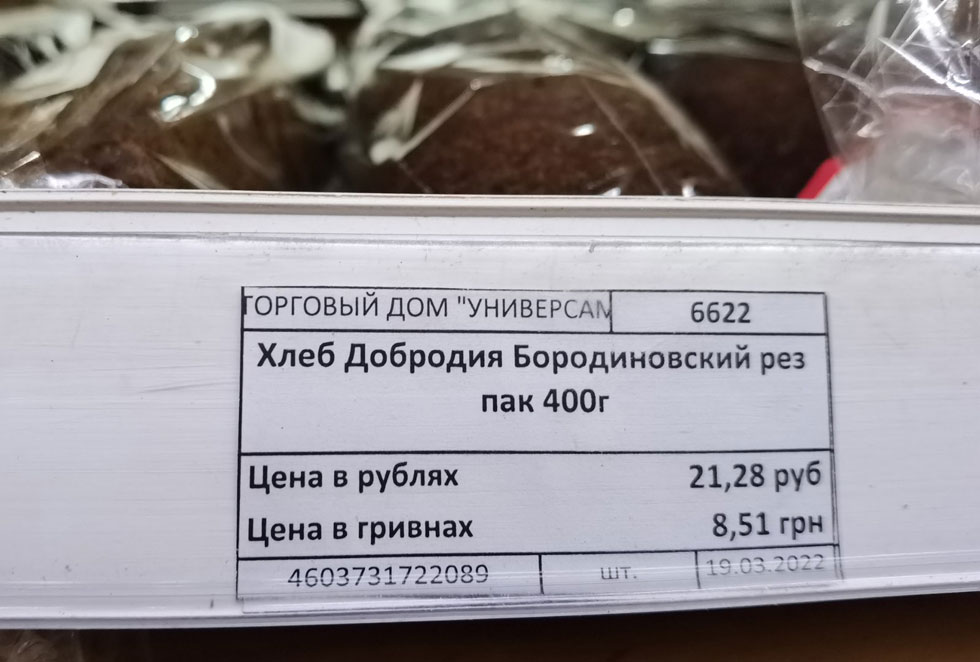 ТОРГОВЫЙ ДОМ "УНИВЕРСАМ 6622
Хлеб Добродия Бородиновский рез
пак 400г
Цена в рублях 21,28 руб
Цена в гривнах 8,51 грн
4603731722089 шт. 19.03.2022